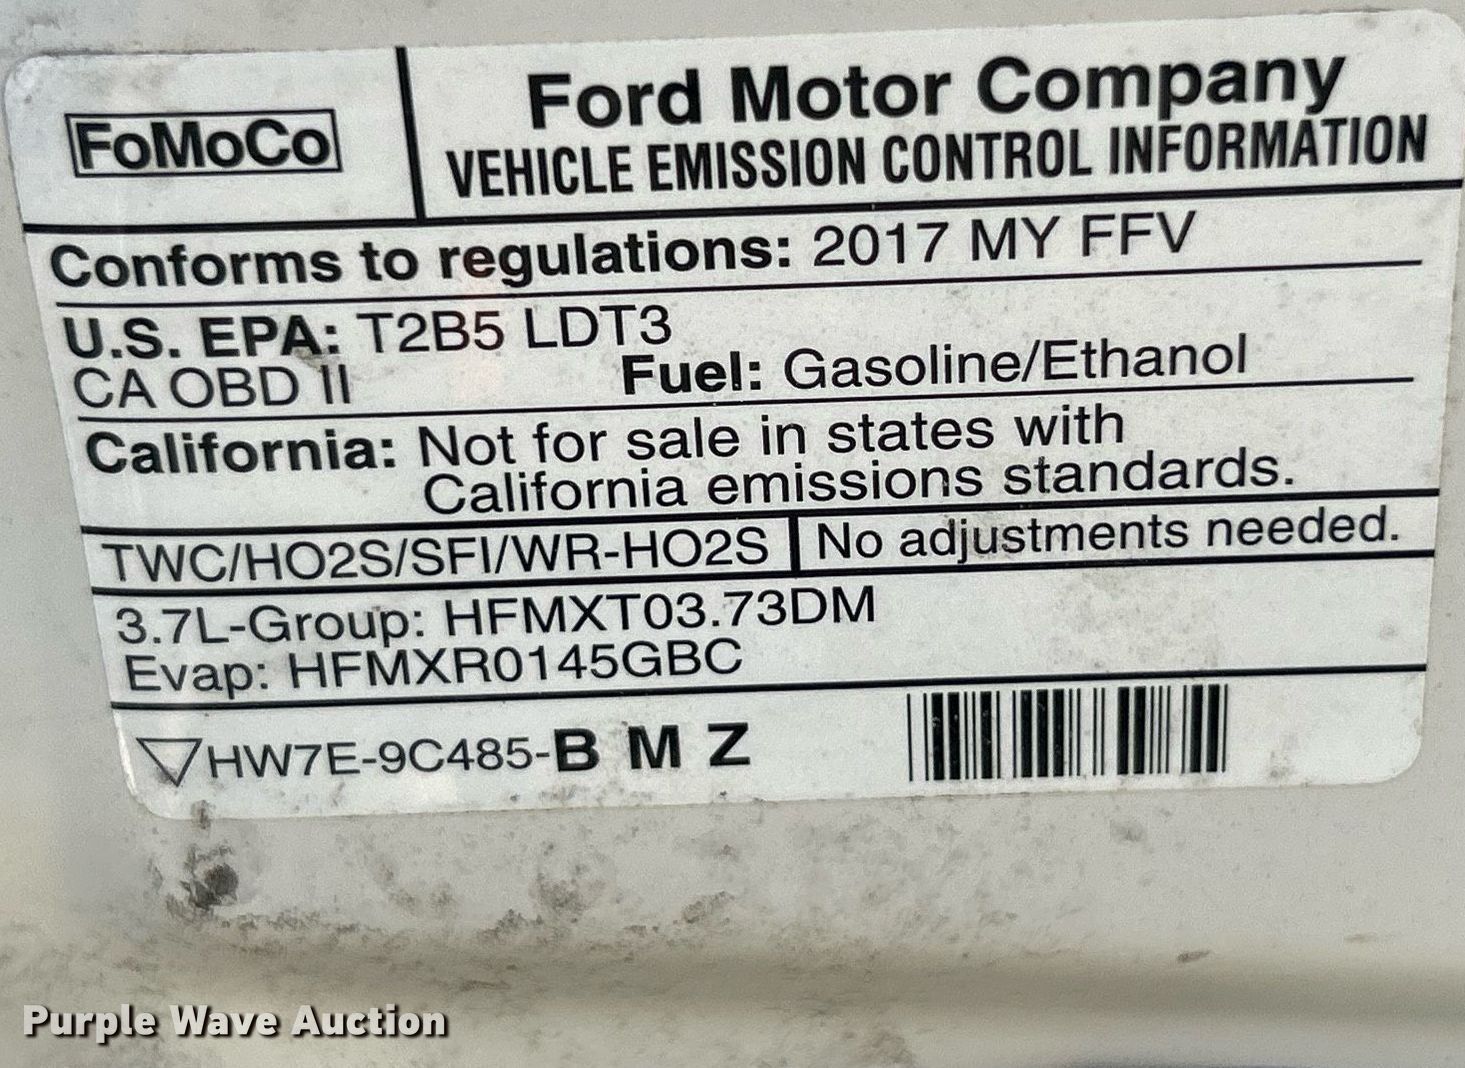 FoMoCo
Ford Motor Company
VEHICLE EMISSION CONTROL INFORMATION
Conforms to regulations: 2017 MY FFV
U.S. EPA: T2B5 LDT3
CA OBD II
Fuel: Gasoline/Ethanol
California: Not for sale in states with
California emissions standards.
TWC/HO2S/SFI/WR-HO2S
No adjustments needed.
3.7L-Group: HFMXT03.73DM
Evap: HFMXR0145GBC
HW7E-9C485-B M Z
Purple Wave Auction